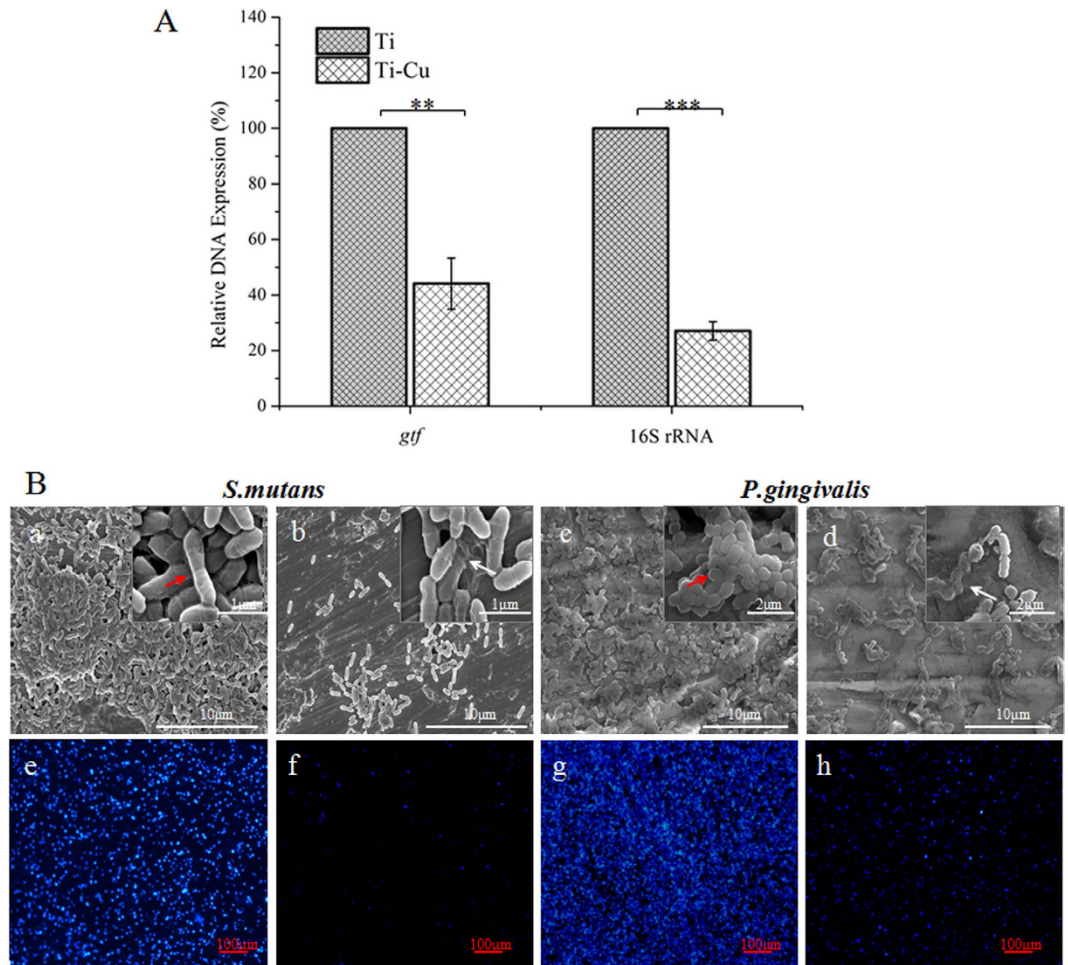 A
140
120
100
80
60
40
20
0
Relative DNA Expression (%)
Ti
Ti-Cu
**
***
gtf
16S rRNA
B
S.mutans
P.gingivalis
a
1μm
10μm
b
1μm
10μm
c
2μm
10μm
d
2μm
10μm
e
100μm
f
100μm
g
100μm
h
100μm